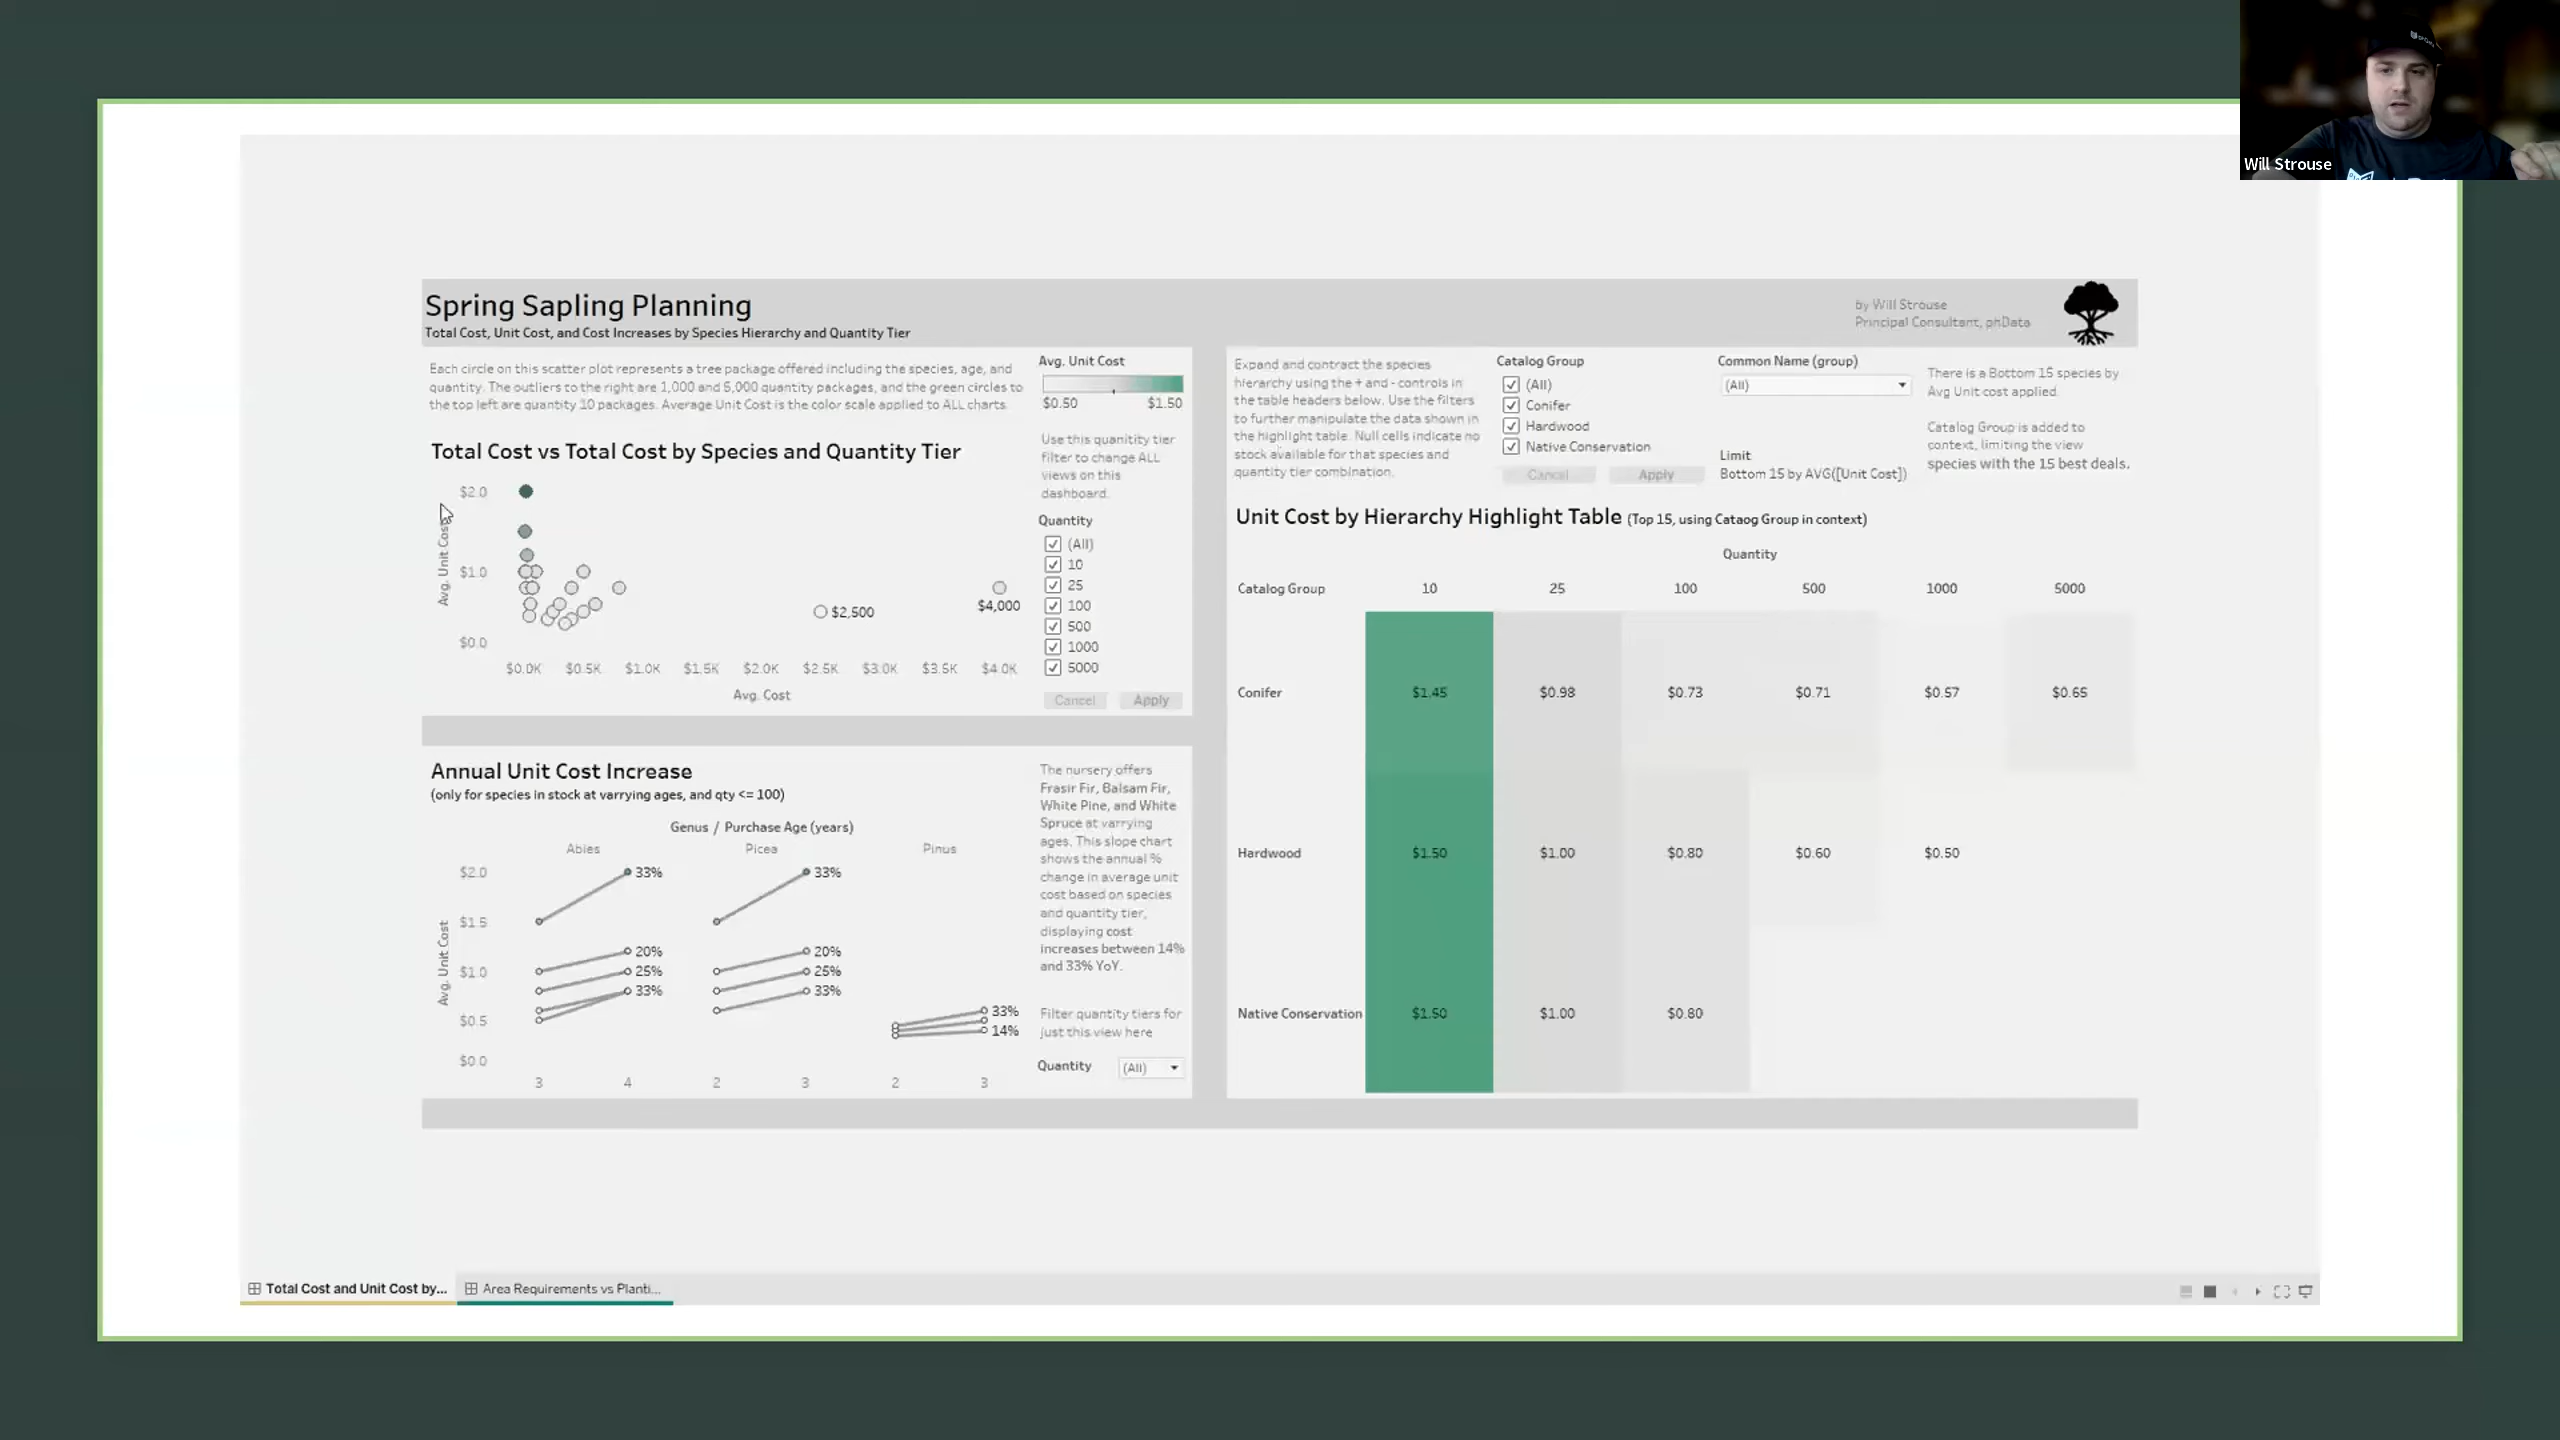 Will Strouse
Spring Sapling Planning
Total Cost, Unit Cost, and Cost Increases by Species Hierarchy and Quantity Tier
by Will Strouse
Principal Consultant, phData
Each circle on this scatter plot represents a tree package offered including the species, age, and
quantity. The outliers to the right are 1,000 and 5,000 quantity packages, and the green circles to
the top left are quantity 10 packages. Average Unit Cost is the color scale applied to ALL charts.
Avg. Unit Cost
$0.50 $1.50
Total Cost vs Total Cost by Species and Quantity Tier
Use this quanitity tier
filter to change ALL
views on this
dashboard.
Quantity
(All)
10
25
100
500
1000
5000
Cancel Apply
Avg. Unit Cost
$2.0
$1.0
$0.0
$2,500
$4,000
$0.0K $0.5K $1.0K $1.5K $2.0K $2.5K $3.0K $3.5K $4.0K
Avg. Cost
Annual Unit Cost Increase
(only for species in stock at varrying ages, and qty <= 100)
Genus / Purchase Age (years)
Abies Picea Pinus
Avg. Unit Cost
$2.0
$1.5
$1.0
$0.5
$0.0
33% 33%
20% 20%
25% 25%
33% 33%
33%
14%
3 4 2 3 2 3
The nursery offers
Frasir Fir, Balsam Fir,
White Pine, and White
Spruce at varrying
ages. This slope chart
shows the annual %
change in average unit
cost based on species
and quantity tier,
displaying cost
increases between 14%
and 33% YoY.
Filter quantity tiers for
just this view here
Quantity (All)
Expand and contract the species
hierarchy using the + and - controls in
the table headers below. Use the filters
to further manipulate the data shown in
the highlight table. Null cells indicate no
stock available for that species and
quantity tier combination.
Catalog Group
(All)
Conifer
Hardwood
Native Conservation
Cancel Apply
Common Name (group)
(All)
Limit
Bottom 15 by AVG([Unit Cost])
There is a Bottom 15 species by
Avg Unit cost applied.
Catalog Group is added to
context, limiting the view
species with the 15 best deals.
Unit Cost by Hierarchy Highlight Table (Top 15, using Cataog Group in context)
Quantity
Catalog Group 10 25 100 500 1000 5000
Conifer $1.45 $0.98 $0.73 $0.71 $0.57 $0.65
Hardwood $1.50 $1.00 $0.80 $0.60 $0.50
Native Conservation $1.50 $1.00 $0.80
Total Cost and Unit Cost by... Area Requirements vs Planti...